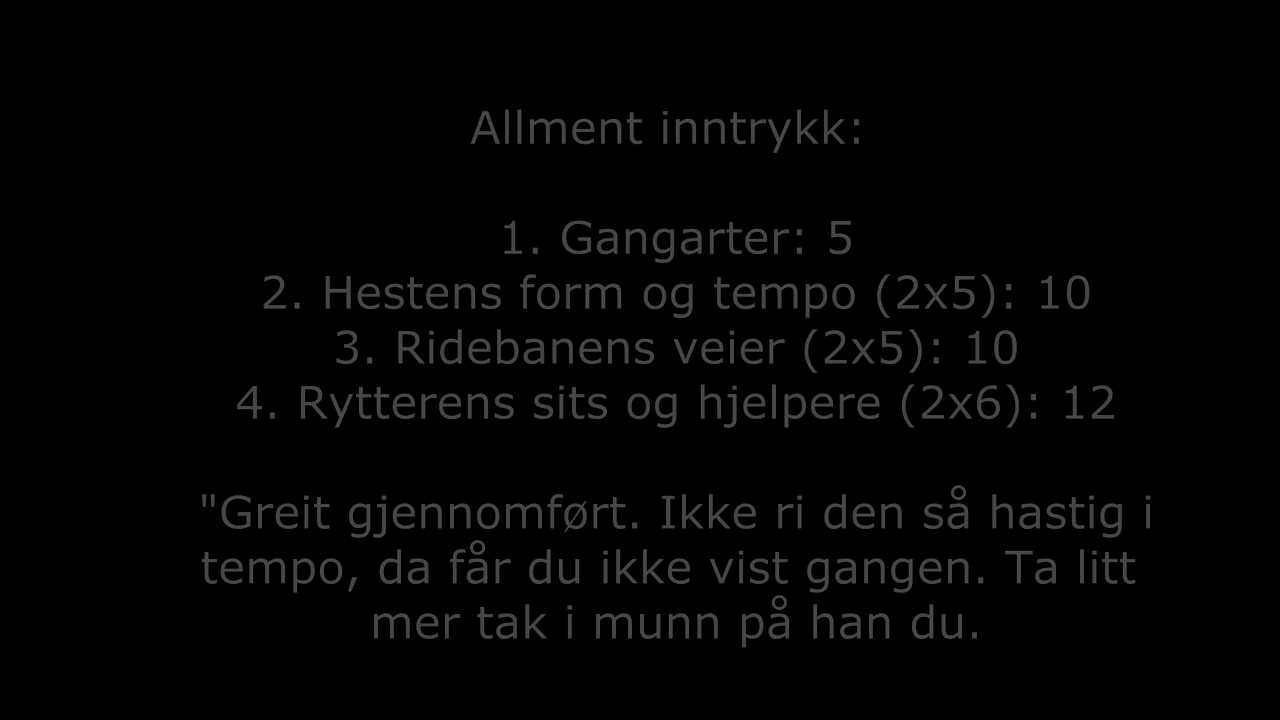 Allment inntrykk:
1. Gangarter: 5
2. Hestens form og tempo (2x5): 10
3. Ridebanens veier (2x5): 10
4. Rytterens sits og hjelpere (2x6): 12
"Greit gjennomført. Ikke ri den så hastig i
tempo, da får du ikke vist gangen. Ta litt
mer tak i munn på han du.